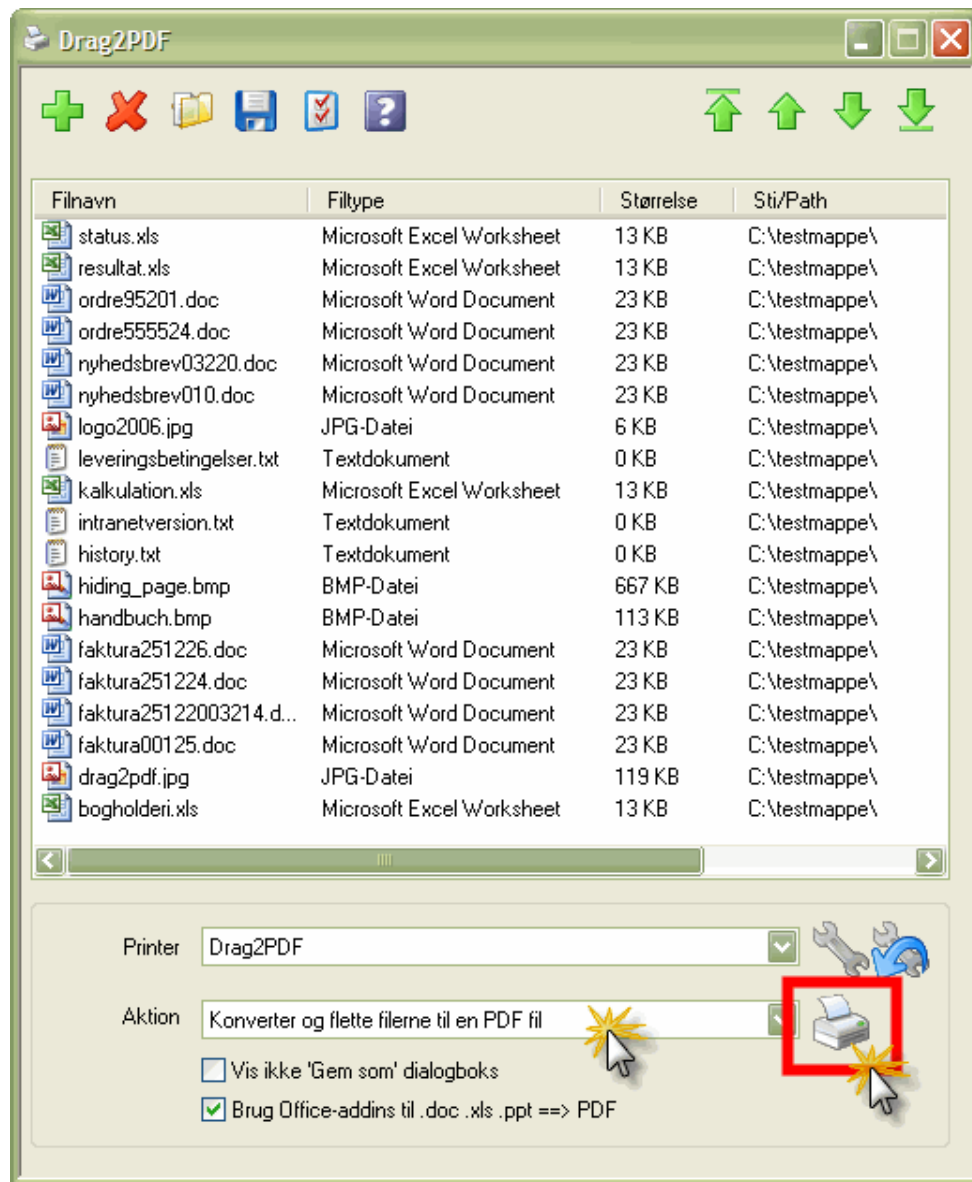 Drag2PDF
Filnavn Filtype Størrelse Sti/Path
status.xls Microsoft Excel Worksheet 13 KB C:\testmappe\
resultat.xls Microsoft Excel Worksheet 13 KB C:\testmappe\
ordre95201.doc Microsoft Word Document 23 KB C:\testmappe\
ordre555524.doc Microsoft Word Document 23 KB C:\testmappe\
nyhedsbrev03220.doc Microsoft Word Document 23 KB C:\testmappe\
nyhedsbrev010.doc Microsoft Word Document 23 KB C:\testmappe\
logo2006.jpg JPG-Datei 6 KB C:\testmappe\
leveringsbetingelser.txt Textdokument 0 KB C:\testmappe\
kalkulation.xls Microsoft Excel Worksheet 13 KB C:\testmappe\
intranetversion.txt Textdokument 0 KB C:\testmappe\
history.txt Textdokument 0 KB C:\testmappe\
hiding_page.bmp BMP-Datei 667 KB C:\testmappe\
handbuch.bmp BMP-Datei 113 KB C:\testmappe\
faktura251226.doc Microsoft Word Document 23 KB C:\testmappe\
faktura251224.doc Microsoft Word Document 23 KB C:\testmappe\
faktura25122003214.d... Microsoft Word Document 23 KB C:\testmappe\
faktura00125.doc Microsoft Word Document 23 KB C:\testmappe\
drag2pdf.jpg JPG-Datei 119 KB C:\testmappe\
bogholderi.xls Microsoft Excel Worksheet 13 KB C:\testmappe\
Printer Drag2PDF
Aktion Konverter og flette filerne til en PDF fil
Vis ikke 'Gem som' dialogboks
Brug Office-addins til .doc .xls .ppt ==> PDF